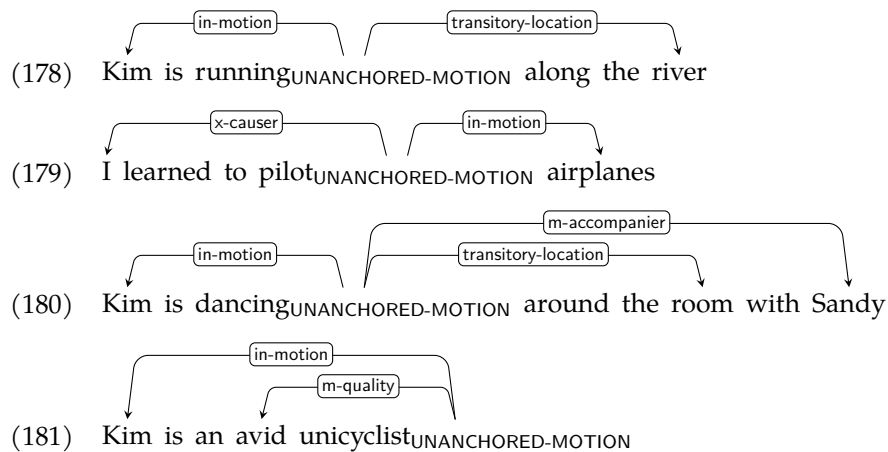 in-motion transitory-location
(178) Kim is runningUNANCHORED-MOTION along the river
x-causer in-motion
(179) I learned to pilotUNANCHORED-MOTION airplanes
m-accompanier
in-motion transitory-location
(180) Kim is dancingUNANCHORED-MOTION around the room with Sandy
in-motion
m-quality
(181) Kim is an avid unicyclistUNANCHORED-MOTION